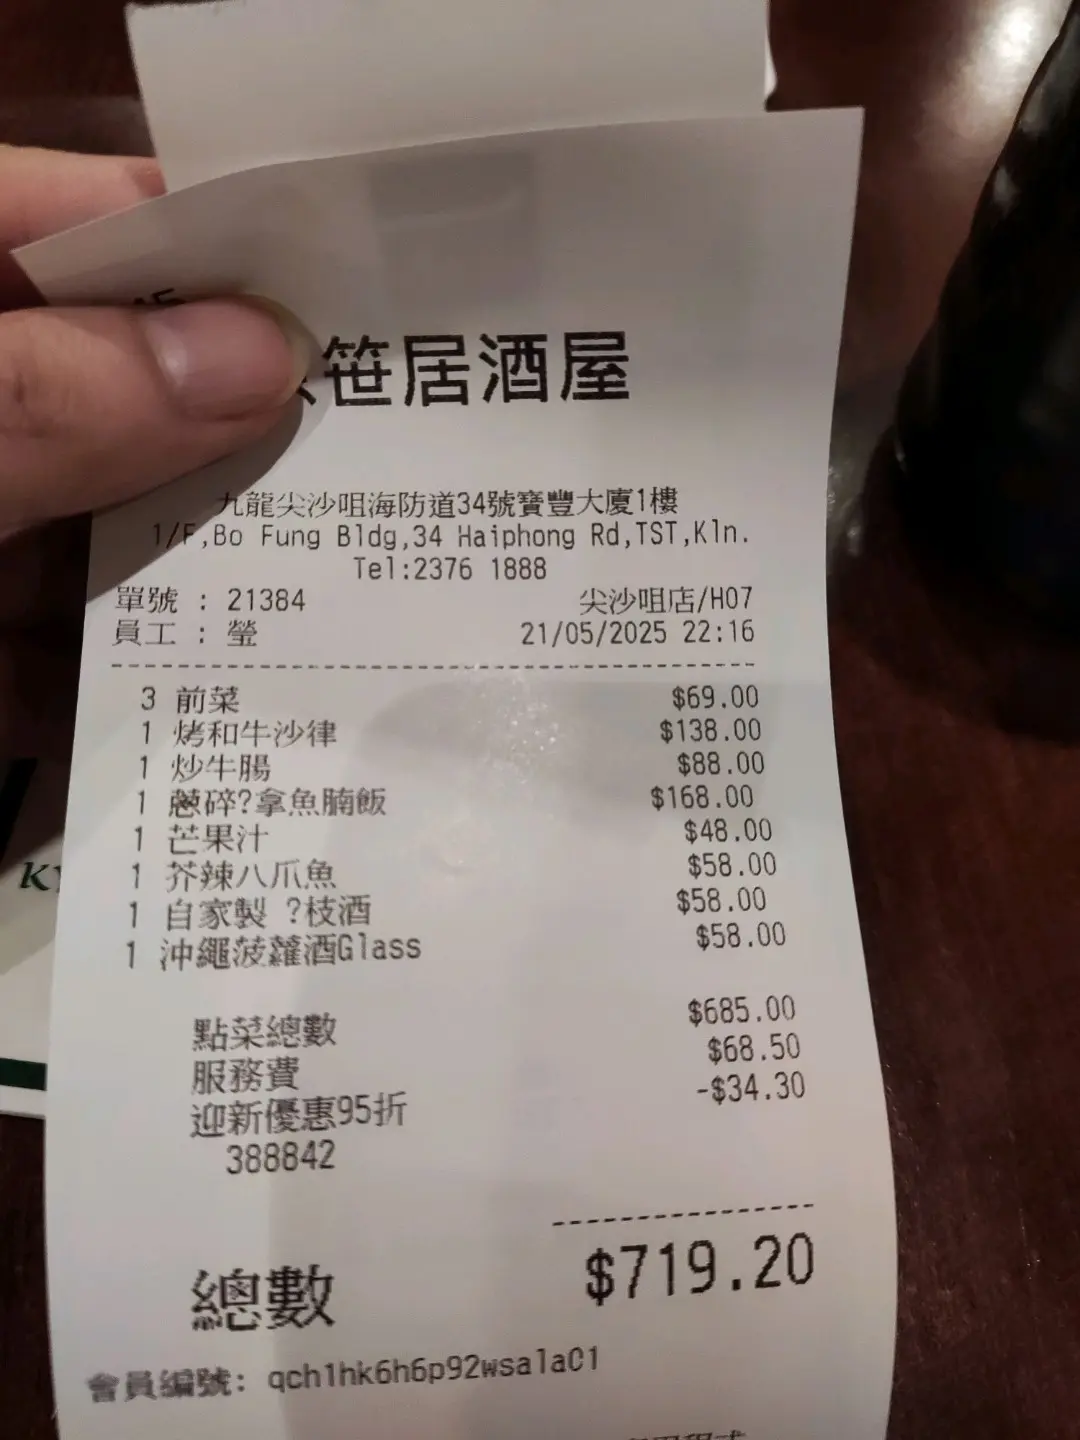 笹居酒屋
九龍尖沙咀海防道34號寶豐大廈1樓
1/F,Bo Fung Bldg,34 Haiphong Rd,TST,Kln.
Tel:2376 1888
單號 : 21384 尖沙咀店/H07
員工 : 瑩 21/05/2025 22:16
3 前菜 $69.00
1 烤和牛沙律 $138.00
1 炒牛腸 $88.00
1 蔥碎?拿魚腩飯 $168.00
1 芒果汁 $48.00
1 芥辣八爪魚 $58.00
1 自家製 ?枝酒 $58.00
1 沖繩菠蘿酒Glass $58.00
點菜總數 $685.00
服務費 $68.50
迎新優惠95折 -$34.30
388842
總數 $719.20
會員編號: qch1hk6h6p92wsa1a01